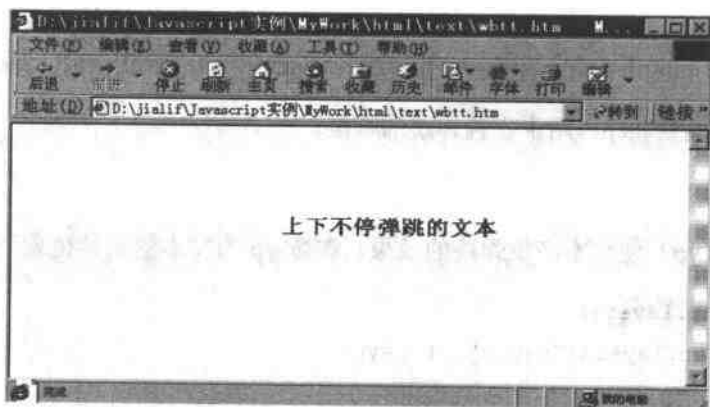 D:\jialif\Javascript实例\MyWork\html\text\wbtt.htm M...
文件(F) 编辑(E) 查看(V) 收藏(A) 工具(T) 帮助(H)
后退 前进 停止 刷新 主页 搜索 收藏 历史 邮件 字体 打印 编辑
地址(D) D:\jialif\Javascript实例\MyWork\html\text\wbtt.htm 转到 链接 "
上下不停弹跳的文本
完成 我的电脑